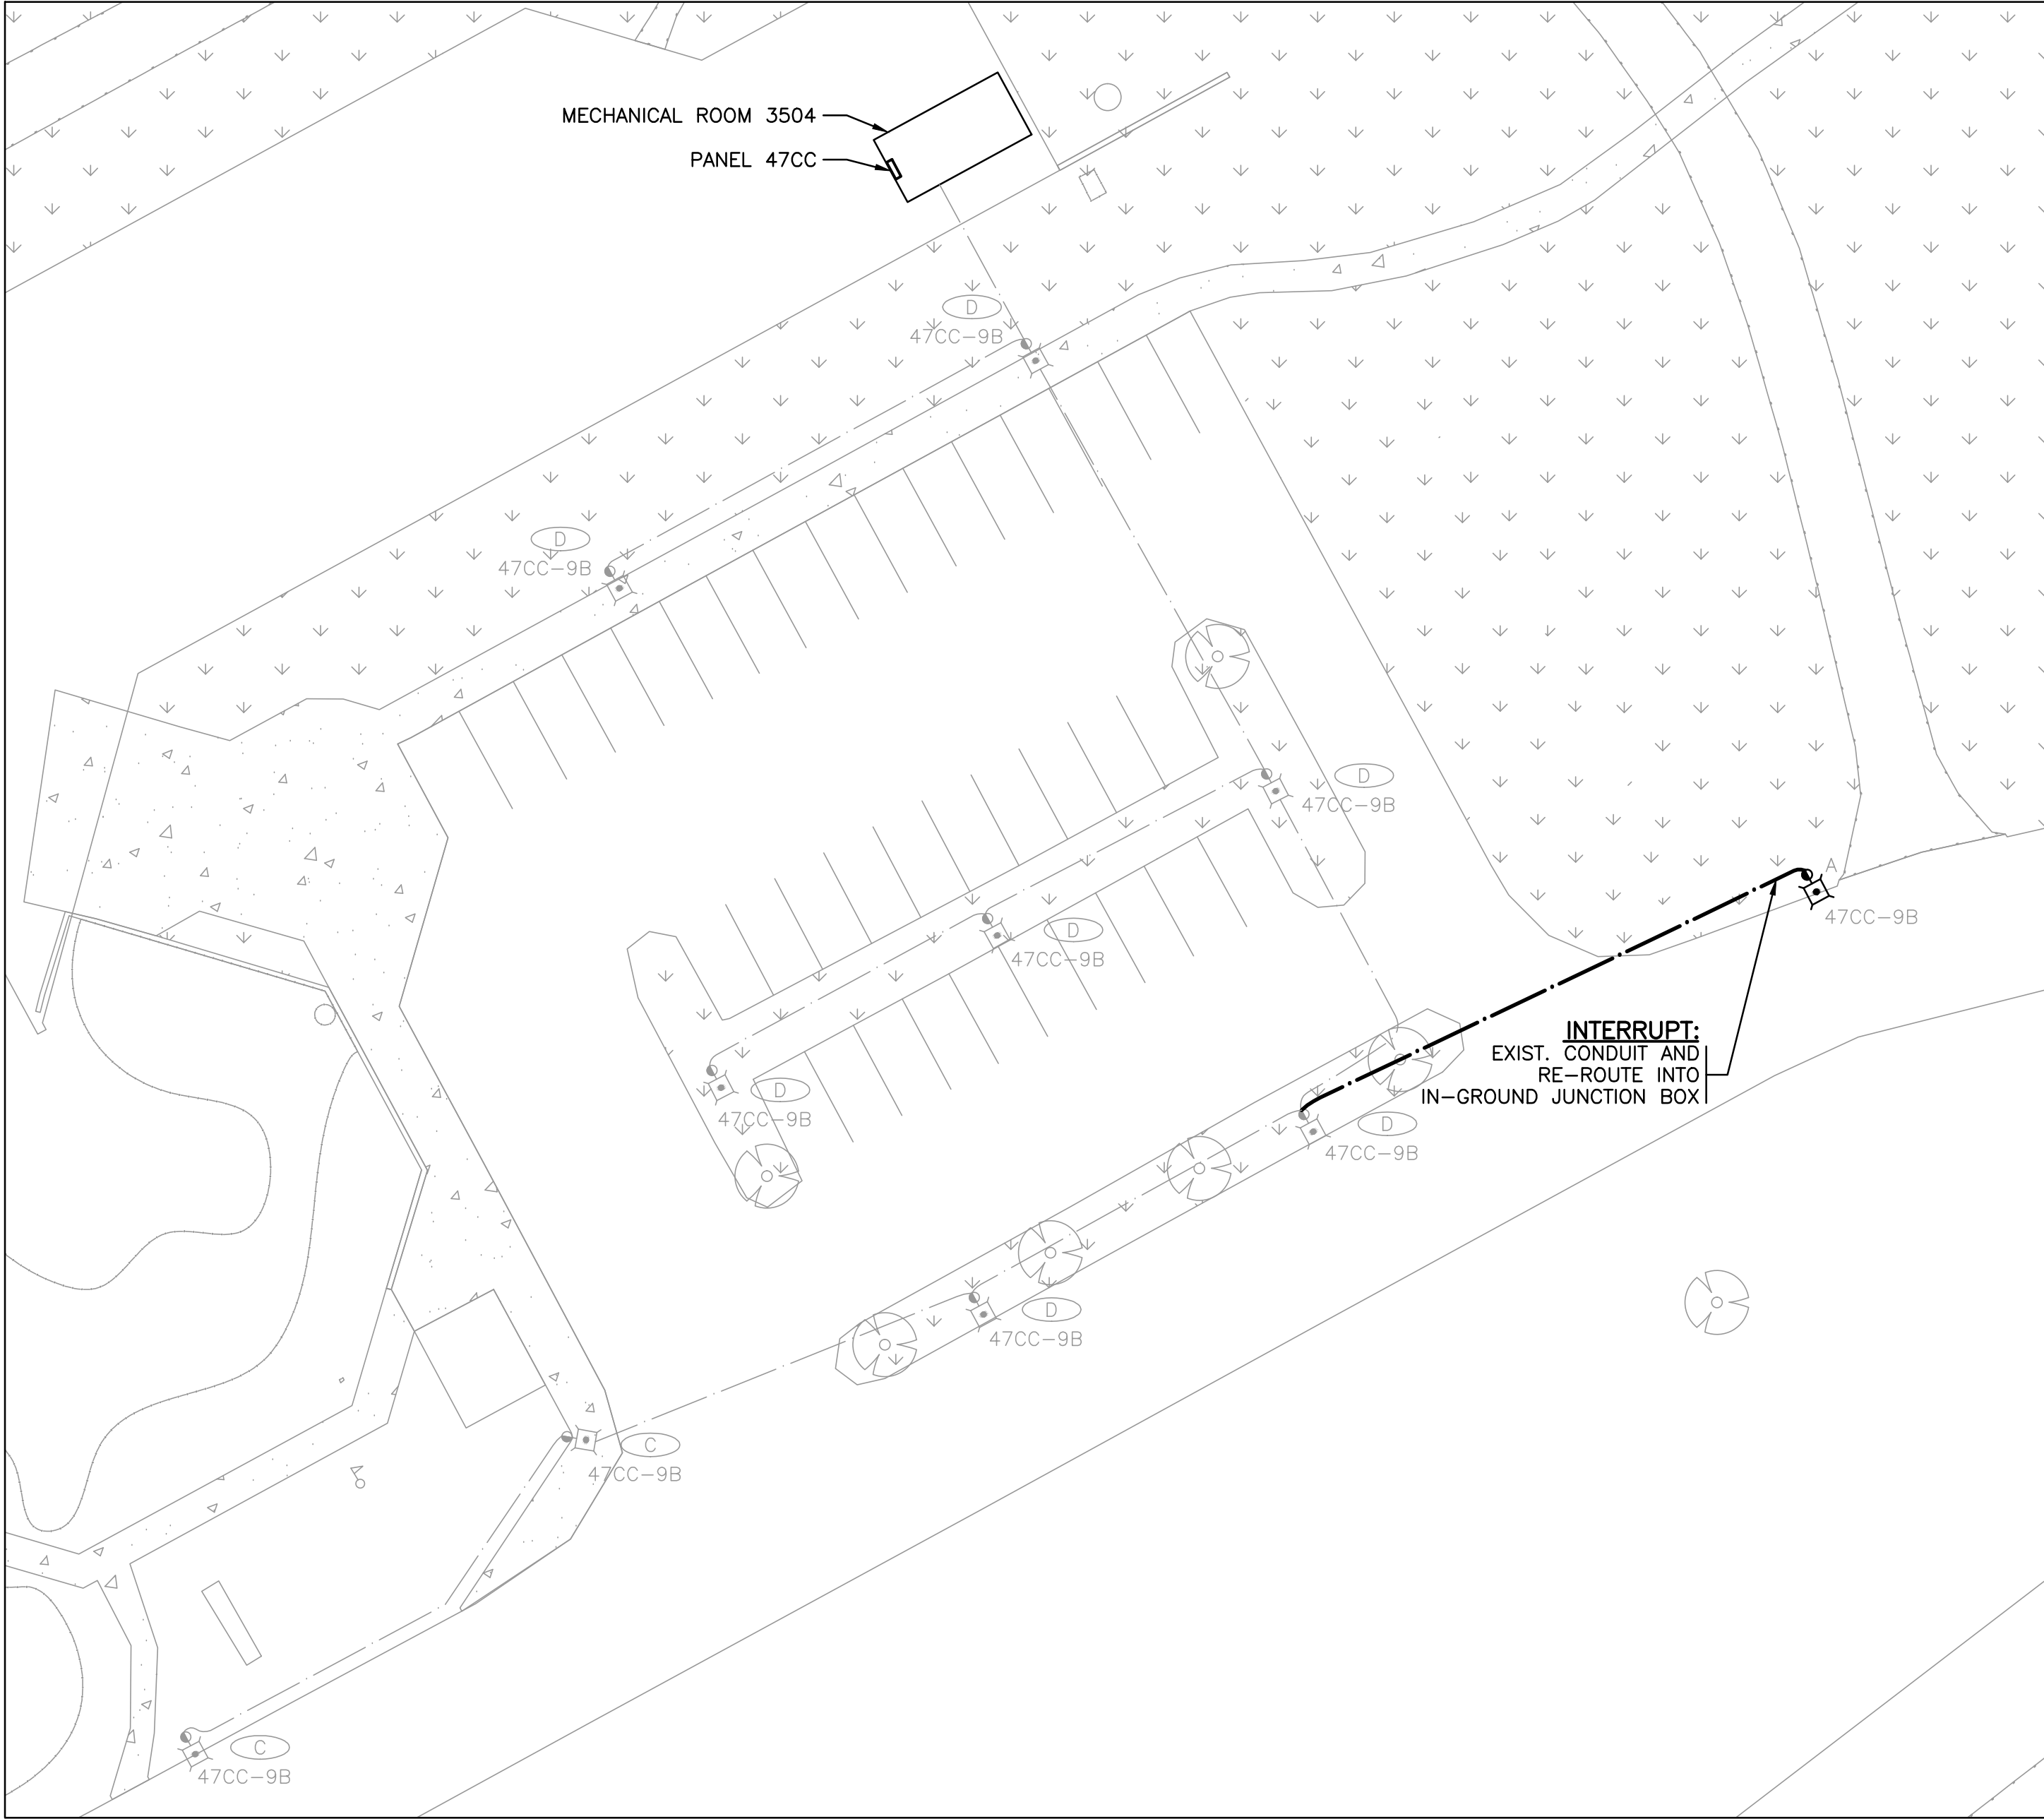 MECHANICAL ROOM 3504
PANEL 47CC
D
47CC-9B
D
47CC-9B
D
47CC-9B
A
47CC-9B
D
47CC-9B
INTERRUPT:
EXIST. CONDUIT AND
RE-ROUTE INTO
IN-GROUND JUNCTION BOX
D
47CC-9B
D
47CC-9B
D
47CC-9B
C
47CC-9B
C
47CC-9B